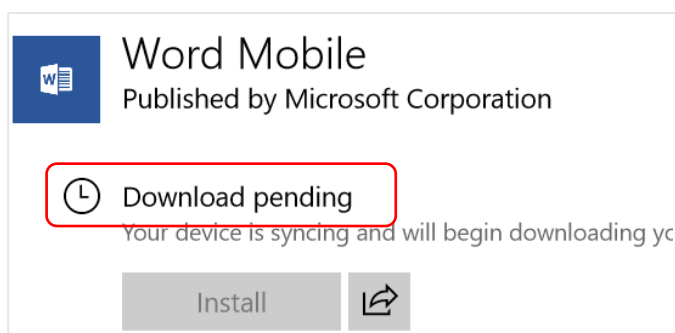 Word Mobile
Published by Microsoft Corporation
W
Download pending
Your device is syncing and will begin downloading
Install